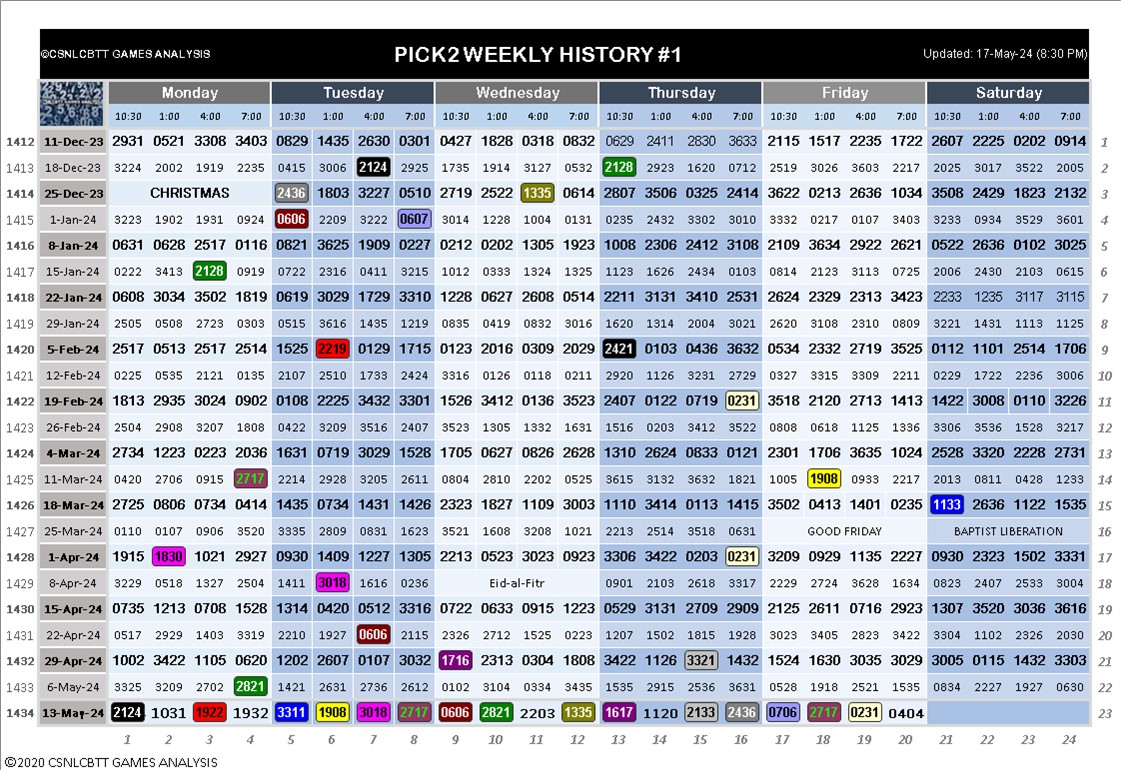 ©CSNLCBTT GAMES ANALYSIS PICK2 WEEKLY HISTORY #1 Updated: 17-May-24 (8:30 PM)
Monday Tuesday Wednesday Thursday Friday Saturday
10:30 1:00 4:00 7:00 10:30 1:00 4:00 7:00 10:30 1:00 4:00 7:00 10:30 1:00 4:00 7:00 10:30 1:00 4:00 7:00 10:30 1:00 4:00 7:00
1412 11-Dec-23 2931 0521 3308 3403 0829 1435 2630 0301 0427 1828 0318 0832 0629 2411 2830 3633 2115 1517 2235 1722 2607 2225 0202 0914 1
1413 18-Dec-23 3224 2002 1919 2235 0415 3006 2124 2925 1735 1914 3127 0532 2128 2923 1620 0712 2519 3026 3603 2217 2025 3017 3522 2005 2
1414 25-Dec-23 CHRISTMAS 2436 1803 3227 0510 2719 2522 1335 0614 2807 3506 0325 2414 3622 0213 2636 1034 3508 2429 1823 2132 3
1415 1-Jan-24 3223 1902 1931 0924 0606 2209 3222 0607 3014 1228 1004 0131 0235 2432 3302 0010 3332 0217 0107 3403 3233 0934 3529 3601 4
1416 8-Jan-24 0631 0628 2517 0116 0821 3625 1909 0227 0212 0202 1305 1923 1008 2306 2412 3108 2109 3634 2922 2621 0522 2636 0102 3025 5
1417 15-Jan-24 0222 3413 2128 0919 0722 2316 0411 3215 1012 0333 1324 1325 1123 1626 2434 0103 0814 2123 3113 0725 2006 2430 2103 0615 6
1418 22-Jan-24 0608 3034 3502 1819 0619 3029 1729 3310 1228 0627 2608 0514 2211 3131 3410 2531 2624 2329 2313 3423 2233 1235 3117 3115 7
1419 29-Jan-24 2505 0508 2723 0303 0515 3616 1435 1219 0835 0419 0832 3016 1620 1314 2004 3021 2620 3108 2310 0809 3221 1431 1113 1125 8
1420 5-Feb-24 2517 0513 2517 2514 1525 2219 0129 1715 0123 2016 0309 2029 2421 0103 0436 3632 0534 2332 2719 3525 0112 1101 2514 1706 9
1421 12-Feb-24 0225 0535 2121 0135 2107 2510 1733 2424 3316 0126 0118 0211 2920 1126 3231 2729 0327 3315 3309 2211 0229 1722 2236 3006 10
1422 19-Feb-24 1813 2935 3024 0902 0108 2225 3432 3301 1526 3412 0136 3523 2407 0122 0719 0231 3518 2120 2713 1413 1422 3008 0110 3226 11
1423 26-Feb-24 2504 2908 3207 1808 0422 3209 3516 2407 3523 1305 1332 1631 1516 0203 3412 3522 0808 0618 1125 1336 3306 3536 1528 3217 12
1424 4-Mar-24 2734 1223 0223 2036 1631 0719 3029 1528 1705 0627 0826 2628 1310 2624 0833 0121 2301 1706 3635 1024 2528 3320 2228 2731 13
1425 11-Mar-24 0420 2706 0915 2717 2214 2928 3205 2611 0804 2810 2202 0525 3615 3132 3632 1821 1005 1908 0933 2217 2013 0811 0428 1233 14
1426 18-Mar-24 2725 0806 0734 0414 1435 0734 1431 1426 2323 1827 1109 3003 1110 3414 0113 1415 3502 0413 1401 0235 1133 2636 1122 1535 15
1427 25-Mar-24 0110 0107 0906 3520 3335 2809 0831 1623 3521 1608 3208 1021 2213 2514 3518 0631 GOOD FRIDAY BAPTIST LIBERATION 16
1428 1-Apr-24 1915 1830 1021 2927 0930 1409 1227 1305 2213 0523 3023 0923 3306 3422 0203 0231 3209 0929 1135 2227 0930 2323 1502 3331 17
1429 8-Apr-24 3229 0518 1327 2504 1411 3018 1616 0236 Eid-al-Fitr 0901 2103 2618 3317 2229 2724 3628 1634 0823 2407 2533 3004 18
1430 15-Apr-24 0735 1213 0708 1528 1314 0420 0512 3316 0722 0633 0915 1223 0529 3131 2709 2909 2125 2611 0716 2923 1307 3520 3036 3616 19
1431 22-Apr-24 0517 2929 1403 3319 2210 1927 0606 2115 2326 2712 1525 0223 1207 1502 1815 1928 3023 3405 2823 3422 3304 1102 2326 2030 20
1432 29-Apr-24 1002 3422 1105 0620 1202 2607 0107 3032 1716 2313 0304 1808 3422 1126 3321 1432 1524 1630 3035 3029 3005 0115 1432 3303 21
1433 6-May-24 3325 3209 2702 2821 1421 2631 2736 2612 0102 3104 0334 3435 1535 2915 2536 3631 0528 1918 2521 1535 0834 2227 1927 0630 22
1434 13-May-24 2124 1031 1922 1932 3311 1908 3018 2717 0606 2821 2203 1335 1617 1120 2133 2436 0706 2717 0231 0404 23
1 2 3 4 5 6 7 8 9 10 11 12 13 14 15 16 17 18 19 20 21 22 23 24
©2020 CSNLCBTT GAMES ANALYSIS